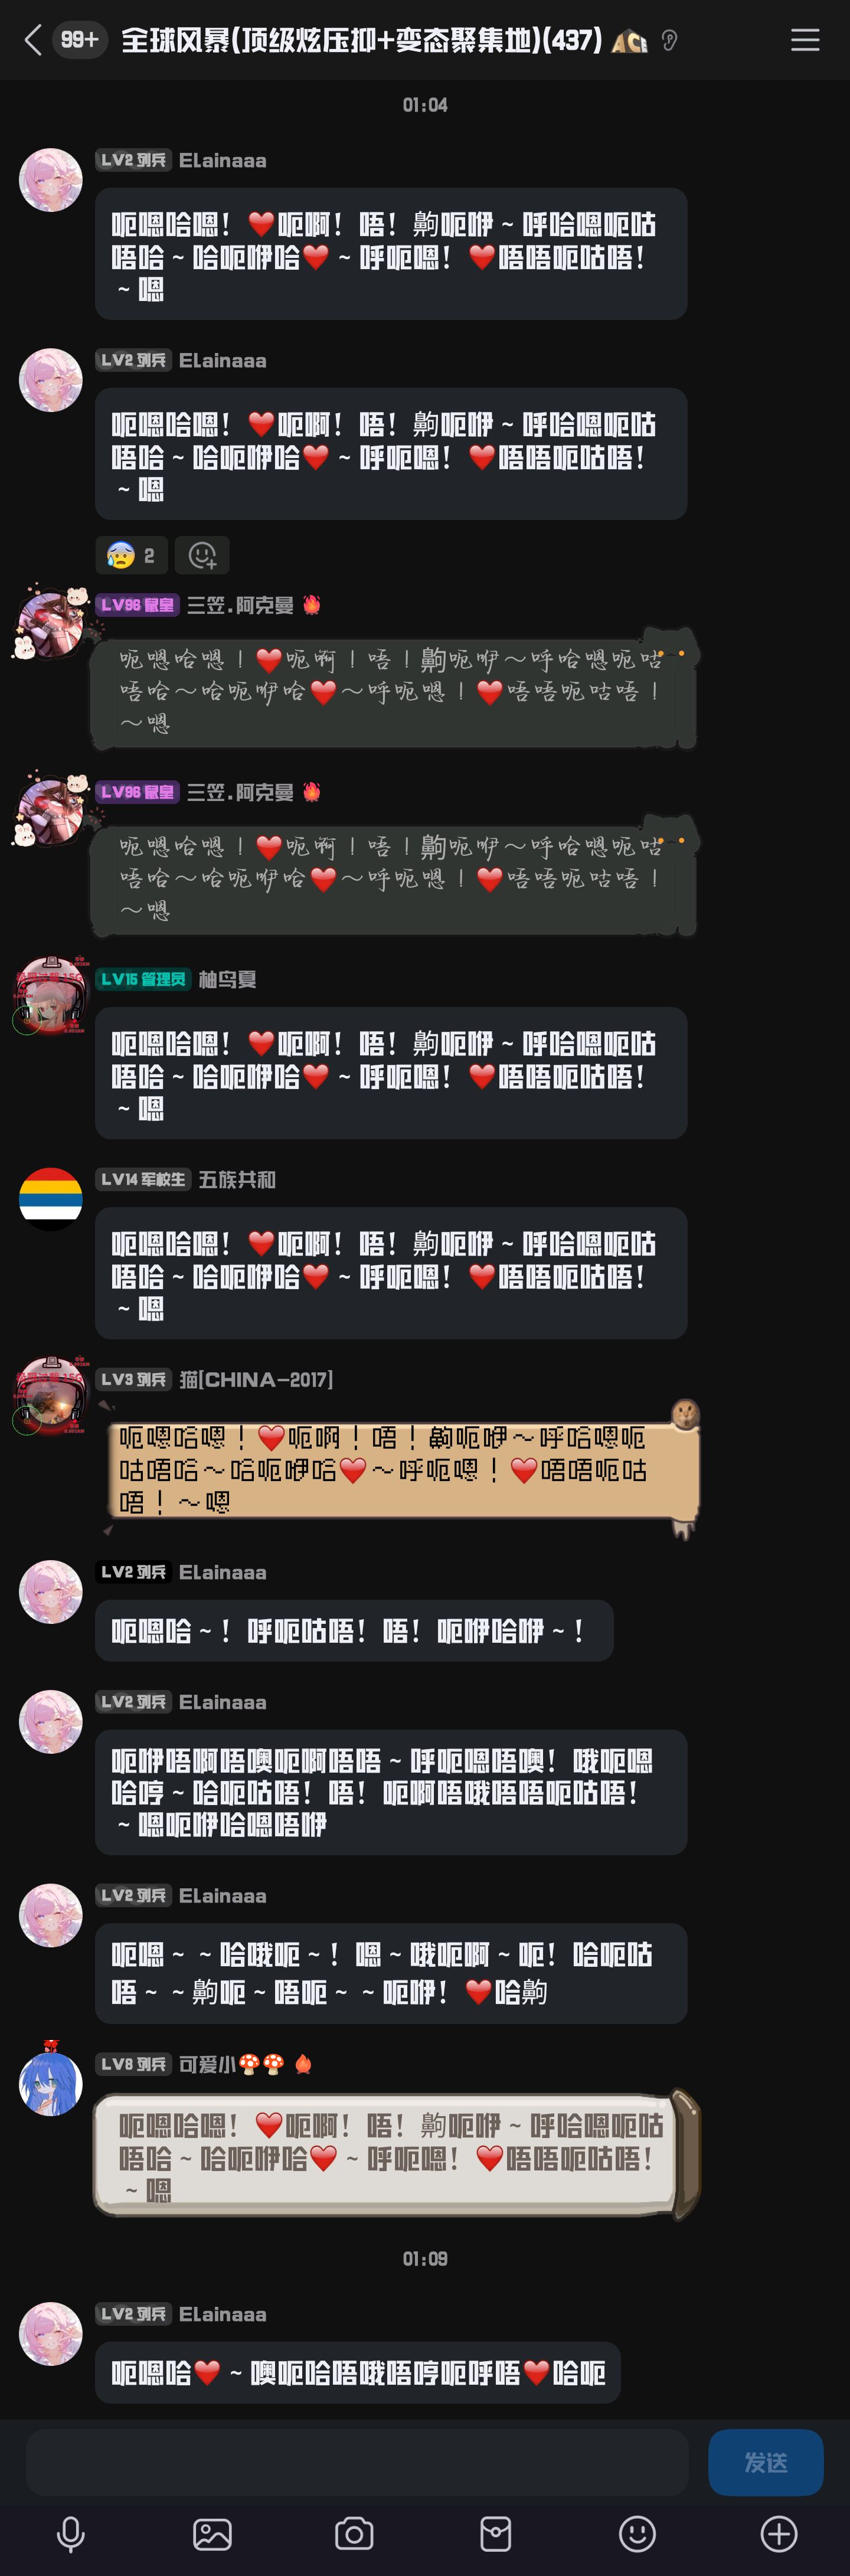 99+ 全球风暴(顶级炫压抑+变态聚集地)(437)
01:04
LV2 列兵 ELainaaa
呃嗯哈嗯！❤️呃啊！唔！齁呃咿～呼哈嗯呃咕
唔哈～哈呃咿哈❤️～呼呃嗯！❤️唔唔呃咕唔！
～嗯
LV2 列兵 ELainaaa
呃嗯哈嗯！❤️呃啊！唔！齁呃咿～呼哈嗯呃咕
唔哈～哈呃咿哈❤️～呼呃嗯！❤️唔唔呃咕唔！
～嗯
😰 2
LV96 鼠皇 三笠.阿克曼
呃嗯哈嗯！❤️呃啊！唔！齁呃咿～呼哈嗯呃咕
唔哈～哈呃咿哈❤️～呼呃嗯！❤️唔唔呃咕唔！
～嗯
LV96 鼠皇 三笠.阿克曼
呃嗯哈嗯！❤️呃啊！唔！齁呃咿～呼哈嗯呃咕
唔哈～哈呃咿哈❤️～呼呃嗯！❤️唔唔呃咕唔！
～嗯
LV15 管理员 柚鸟夏
呃嗯哈嗯！❤️呃啊！唔！齁呃咿～呼哈嗯呃咕
唔哈～哈呃咿哈❤️～呼呃嗯！❤️唔唔呃咕唔！
～嗯
LV14 军校生 五族共和
呃嗯哈嗯！❤️呃啊！唔！齁呃咿～呼哈嗯呃咕
唔哈～哈呃咿哈❤️～呼呃嗯！❤️唔唔呃咕唔！
～嗯
LV3 列兵 猫[CHINA-2017]
呃嗯哈嗯！❤️呃啊！唔！齁呃咿～呼哈嗯呃
咕唔哈～哈呃咿哈❤️～呼呃嗯！❤️唔唔呃咕
唔！～嗯
LV2 列兵 ELainaaa
呃嗯哈～！呼呃咕唔！唔！呃咿哈咿～！
LV2 列兵 ELainaaa
呃咿唔啊唔噢呃啊唔唔～呼呃嗯唔噢！哦呃嗯
哈哼～哈呃咕唔！唔！呃啊唔哦唔唔呃咕唔！
～嗯呃咿哈嗯唔咿
LV2 列兵 ELainaaa
呃嗯～～哈哦呃～！嗯～哦呃啊～呃！哈呃咕
唔～～齁呃～唔呃～～呃咿！❤️哈齁
LV8 列兵 可爱小🍄🍄
呃嗯哈嗯！❤️呃啊！唔！齁呃咿～呼哈嗯呃咕
唔哈～哈呃咿哈❤️～呼呃嗯！❤️唔唔呃咕唔！
～嗯
01:09
LV2 列兵 ELainaaa
呃嗯哈❤️～噢呃哈唔哦唔哼呃呼唔❤️哈呃
发送